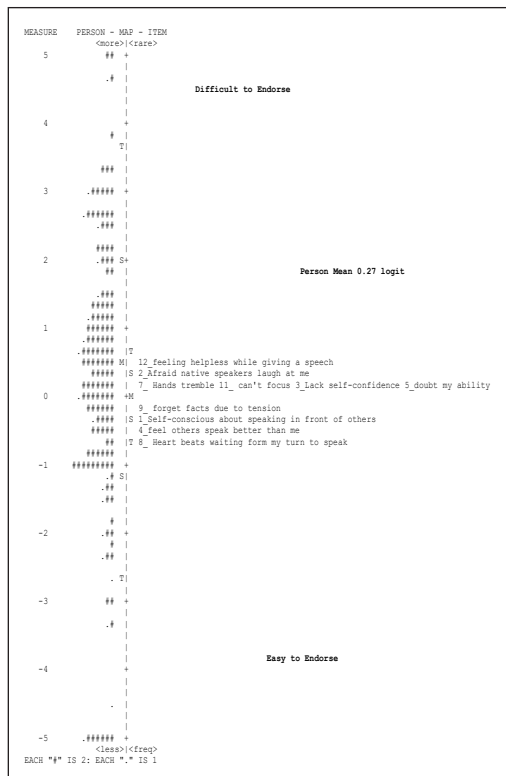 MEASURE PERSON - MAP - ITEM
<more>|<rare>
5 ## +
|
.# |
| Difficult to Endorse
|
|
4 +
# |
T|
|
### |
3 .##### +
|
.###### |
.### |
|
#### |
2 .### S+
## | Person Mean 0.27 logit
|
.### |
##### |
.##### |
1 ###### +
.###### |
.####### |T
####### M| 12_feeling helpless while giving a speech
##### |S 2_Afraid native speakers laugh at me
####### | 7_ Hands tremble 11_ can't focus 3_Lack self-confidence 5_doubt my ability
0 .####### +M
###### | 9_ forget facts due to tension
.#### |S 1_Self-conscious about speaking in front of others
##### | 4_feel others speak better than me
## |T 8_ Heart beats waiting form my turn to speak
###### |
-1 ######### +
.# S|
.## |
.## |
|
# |
-2 .## +
# |
.## |
|
. T|
|
-3 ## +
|
.# |
|
|
| Easy to Endorse
-4 +
|
|
. |
|
|
-5 .###### +
<less>|<freq>
EACH "#" IS 2: EACH "." IS 1